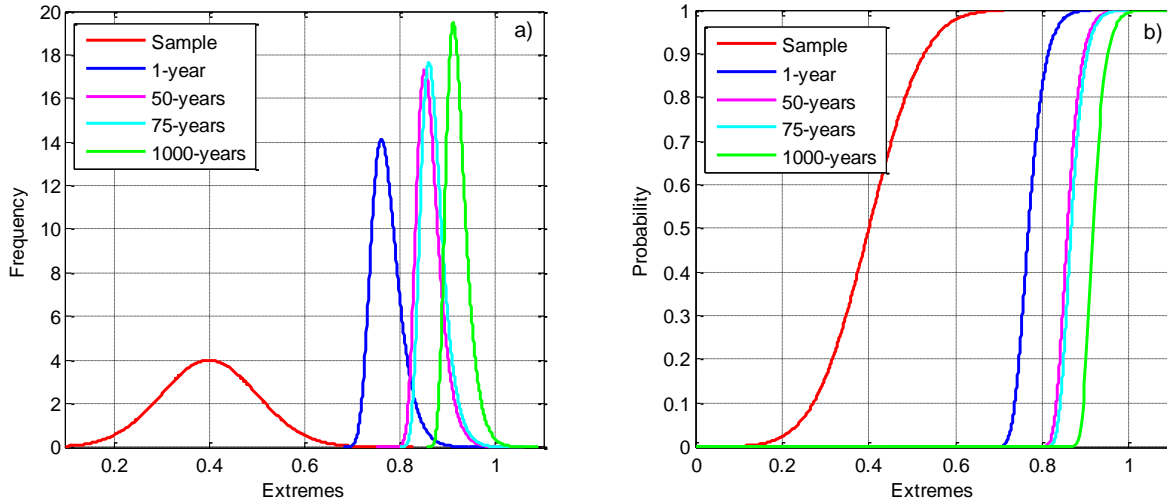 a)
Sample
1-year
50-years
75-years
1000-years
20
18
16
14
12
10
8
6
4
2
0
Frequency
0.2 0.4 0.6 0.8 1
Extremes
b)
Sample
1-year
50-years
75-years
1000-years
1
0.9
0.8
0.7
0.6
0.5
0.4
0.3
0.2
0.1
0
Probability
0 0.2 0.4 0.6 0.8 1
Extremes